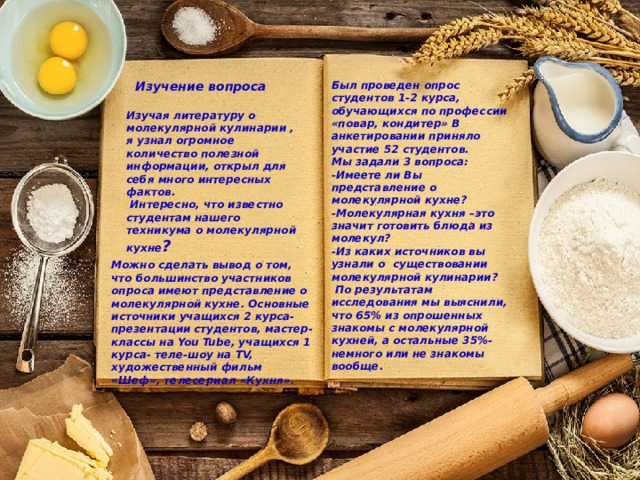 Изучение вопроса
Изучая литературу о
молекулярной кулинарии ,
я узнал огромное
количество полезной
информации, открыл для
себя много интересных
фактов.
Интересно, что известно
студентам нашего
техникума о молекулярной
кухне?
Можно сделать вывод о том,
что большинство участников
опроса имеют представление о
молекулярной кухне. Основные
источники учащихся 2 курса-
презентации студентов, мастер-
классы на You Tube, учащихся 1
курса- теле-шоу на TV,
художественный фильм
«Шеф», телесериал «Кухня».
Был проведен опрос
студентов 1-2 курса,
обучающихся по профессии
«повар, кондитер» В
анкетировании приняло
участие 52 студентов.
Мы задали 3 вопроса:
-Имеете ли Вы
представление о
молекулярной кухне?
-Молекулярная кухня –это
значит готовить блюда из
молекул?
-Из каких источников вы
узнали о существовании
молекулярной кулинарии?
По результатам
исследования мы выяснили,
что 65% из опрошенных
знакомы с молекулярной
кухней, а остальные 35%-
немного или не знакомы
вообще.